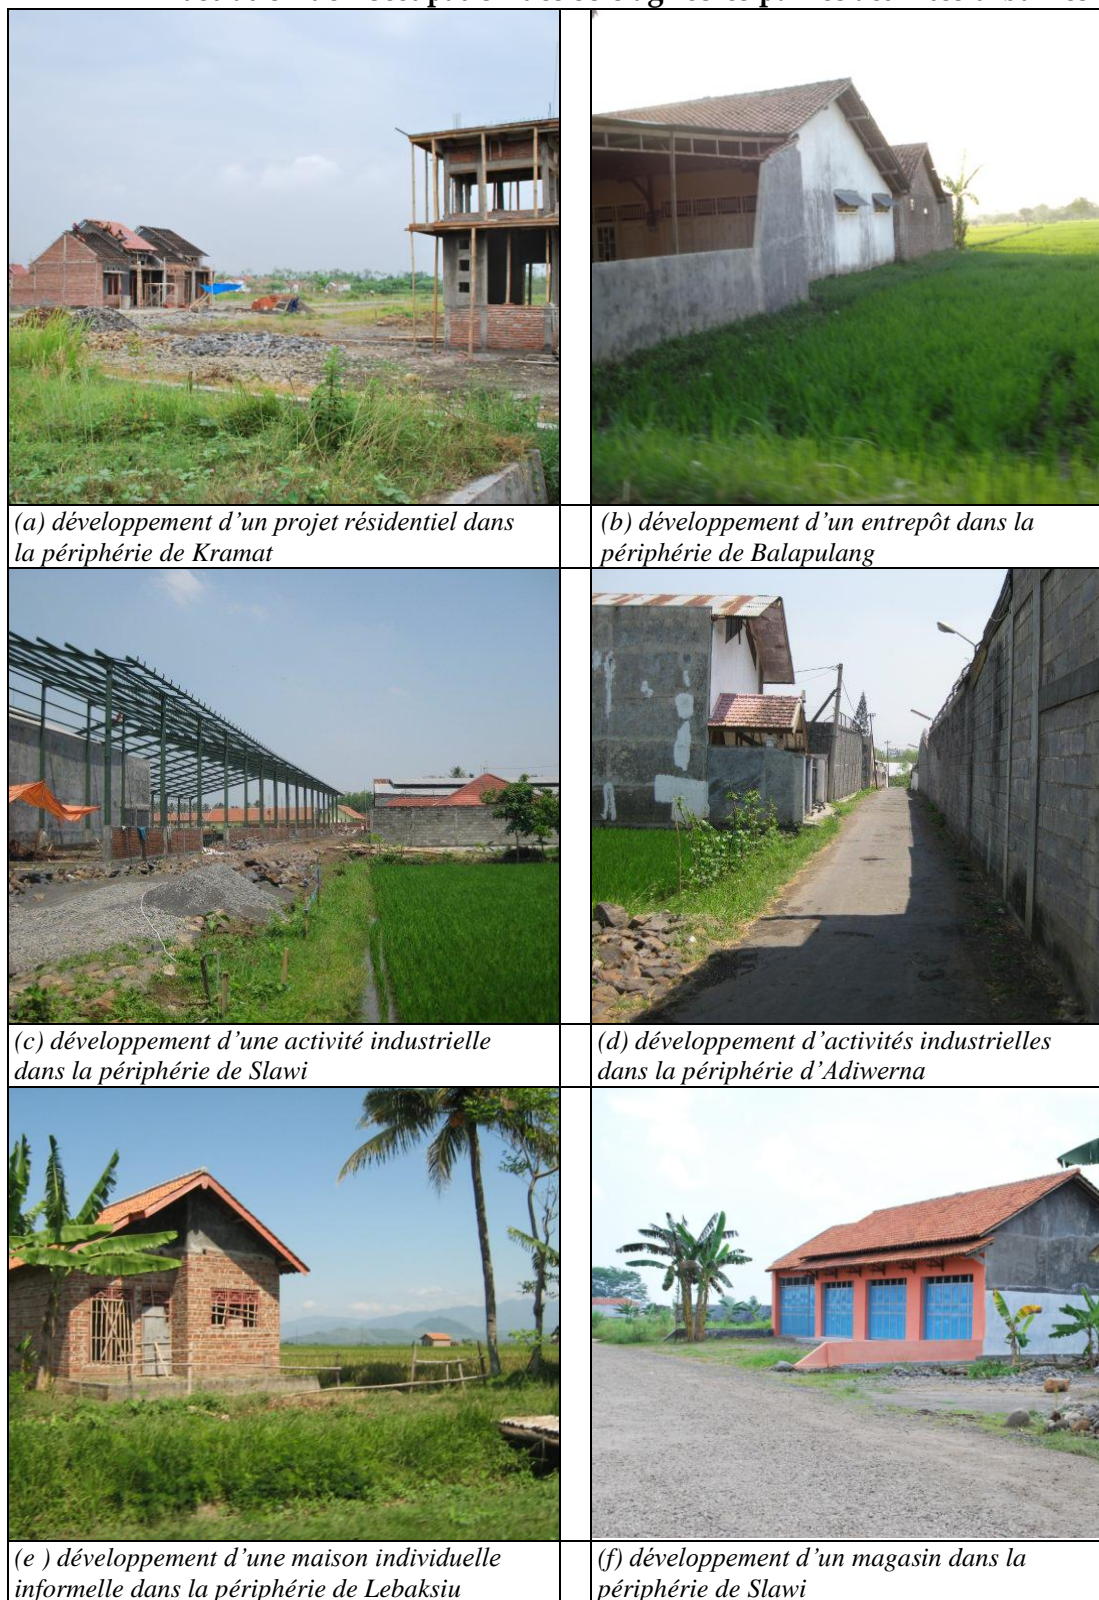 (a) développement d’un projet résidentiel dans
la périphérie de Kramat
(b) développement d’un entrepôt dans la
périphérie de Balapulang
(c) développement d’une activité industrielle
dans la périphérie de Slawi
(d) développement d’activités industrielles
dans la périphérie d’Adiwerna
(e ) développement d’une maison individuelle
informelle dans la périphérie de Lebaksiu
(f) développement d’un magasin dans la
périphérie de Slawi